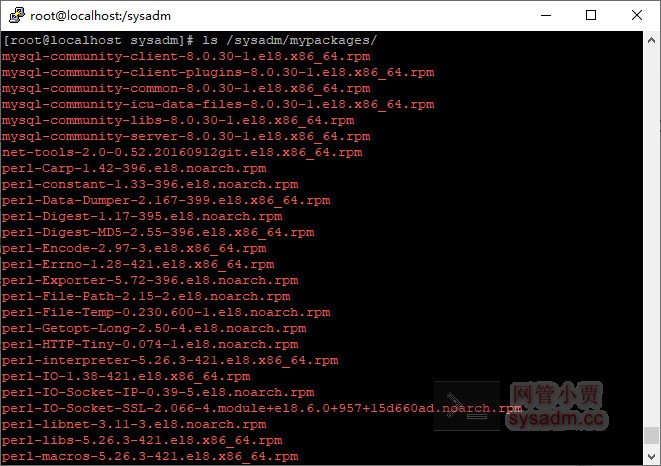 root@localhost:/sysadm
[root@localhost sysadm]# ls /sysadm/mypackages/
mysql-community-client-8.0.30-1.el8.x86_64.rpm
mysql-community-client-plugins-8.0.30-1.el8.x86_64.rpm
mysql-community-common-8.0.30-1.el8.x86_64.rpm
mysql-community-icu-data-files-8.0.30-1.el8.x86_64.rpm
mysql-community-libs-8.0.30-1.el8.x86_64.rpm
mysql-community-server-8.0.30-1.el8.x86_64.rpm
net-tools-2.0-0.52.20160912git.el8.x86_64.rpm
perl-Carp-1.42-396.el8.noarch.rpm
perl-constant-1.33-396.el8.noarch.rpm
perl-Data-Dumper-2.167-399.el8.x86_64.rpm
perl-Digest-1.17-395.el8.noarch.rpm
perl-Digest-MD5-2.55-396.el8.x86_64.rpm
perl-Encode-2.97-3.el8.x86_64.rpm
perl-Errno-1.28-421.el8.x86_64.rpm
perl-Exporter-5.72-396.el8.noarch.rpm
perl-File-Path-2.15-2.el8.noarch.rpm
perl-File-Temp-0.230.600-1.el8.noarch.rpm
perl-Getopt-Long-2.50-4.el8.noarch.rpm
perl-HTTP-Tiny-0.074-1.el8.noarch.rpm
perl-interpreter-5.26.3-421.el8.x86_64.rpm
perl-IO-1.38-421.el8.x86_64.rpm
perl-IO-Socket-IP-0.39-5.el8.noarch.rpm
perl-IO-Socket-SSL-2.066-4.module+el8.6.0+957+15d660ad.noarch.rpm
perl-libnet-3.11-3.el8.noarch.rpm
perl-libs-5.26.3-421.el8.x86_64.rpm
perl-macros-5.26.3-421.el8.x86_64.rpm
网管小贾
sysadm.cc